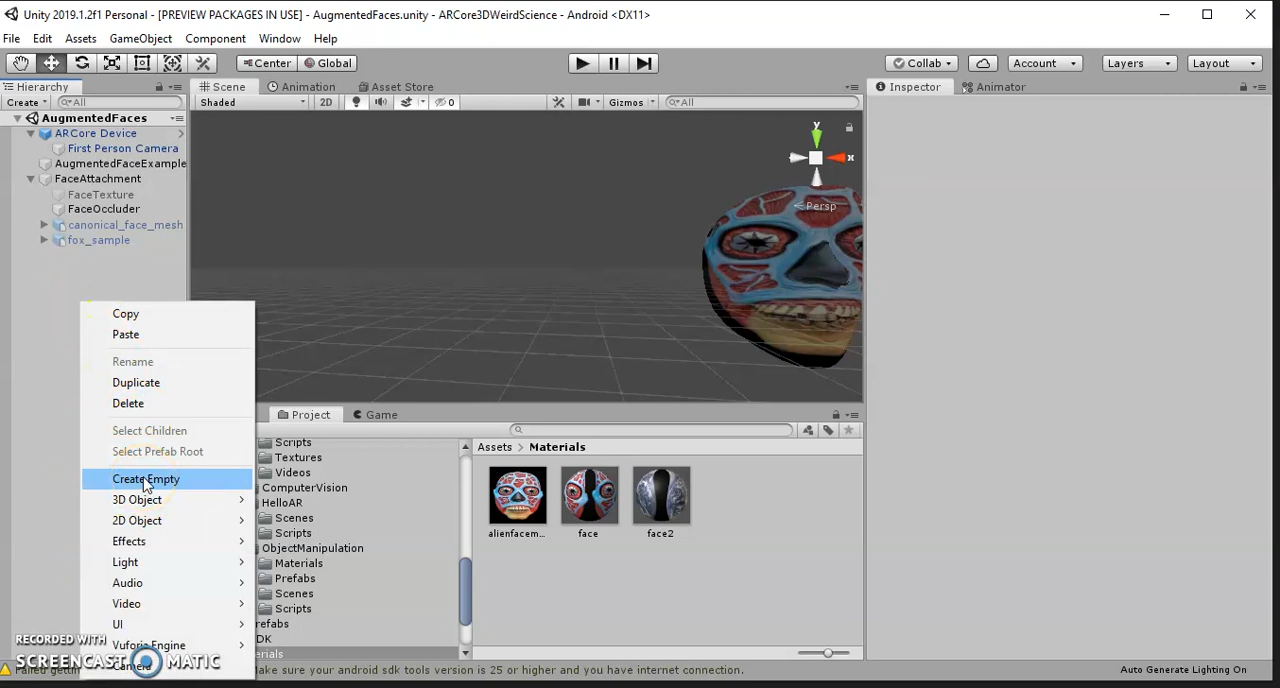 Unity 2019.1.2f1 Personal - [PREVIEW PACKAGES IN USE] - AugmentedFaces.unity - ARCore3DWeirdScience - Android <DX11>
File Edit Assets GameObject Component Window Help
Center Global Collab Account Layers Layout
Hierarchy Scene Animation Asset Store Inspector Animator
Create All Shaded 2D 0 Gizmos All
AugmentedFaces
ARCore Device
First Person Camera
AugmentedFaceExample
FaceAttachment
FaceTexture
FaceOccluder
canonical_face_mesh
fox_sample
y
x
Persp
Copy
Paste
Rename
Duplicate
Delete
Select Children
Select Prefab Root
Create Empty
3D Object
2D Object
Effects
Light
Audio
Video
UI
Vuforia Engine
Project Game
Scripts
Textures
Videos
ComputerVision
HelloAR
Scenes
Scripts
ObjectManipulation
Materials
Prefabs
Scenes
Scripts
refabs
DK
erials
Assets > Materials
alienfacem... face face2
RECORDED WITH
SCREENCAST MATIC
Make sure your android sdk tools version is 25 or higher and you have internet connection.
Auto Generate Lighting On